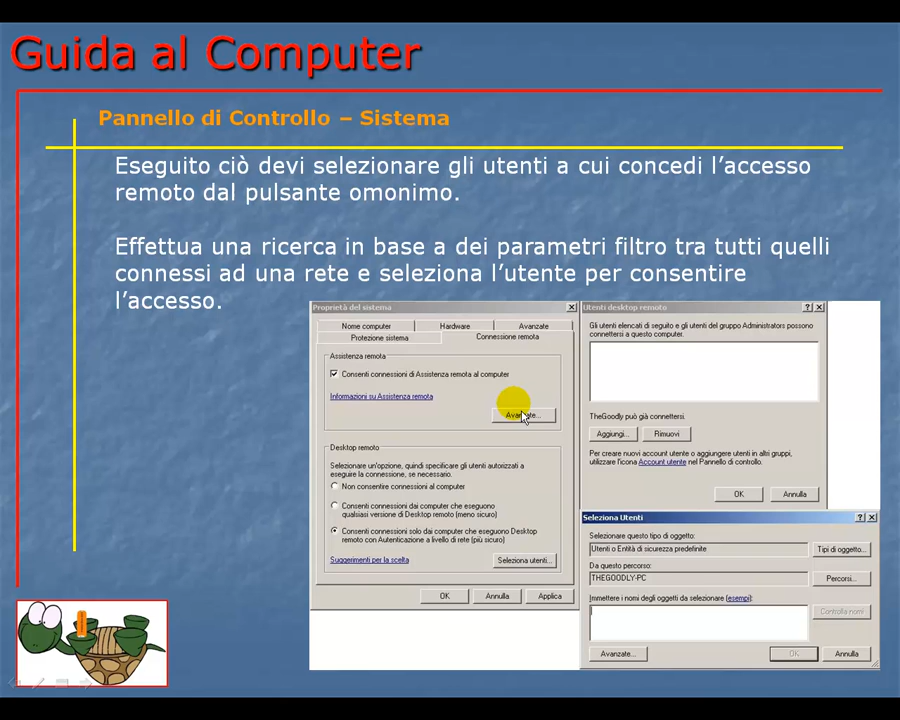 Guida al Computer
Pannello di Controllo – Sistema
Eseguito ciò devi selezionare gli utenti a cui concedi l’accesso
remoto dal pulsante omonimo.
Effettua una ricerca in base a dei parametri filtro tra tutti quelli
connessi ad una rete e seleziona l’utente per consentire
l’accesso.
Proprietà del sistema
Nome computer
Hardware
Avanzate
Protezione sistema
Connessione remota
Assistenza remota
Consenti connessioni di Assistenza remota al computer
Informazioni su Assistenza remota
Avanzate...
Desktop remoto
Selezionare un'opzione, quindi specificare gli utenti autorizzati a
eseguire la connessione, se necessario.
Non consentire connessioni al computer
Consenti connessioni dai computer che eseguono
qualsiasi versione di Desktop remoto (meno sicuro)
Consenti connessioni solo dai computer che eseguono Desktop
remoto con Autenticazione a livello di rete (più sicuro)
Suggerimenti per la scelta
Seleziona utenti...
OK
Annulla
Applica
Utenti desktop remoto
Gli utenti elencati di seguito e gli utenti del gruppo Administrators possono
connettersi a questo computer.
TheGoodly può già connettersi.
Aggiungi...
Rimuovi
Per creare nuovi account utente o aggiungere utenti in altri gruppi,
utilizzare l'icona Account utente nel Pannello di controllo.
OK
Annulla
Seleziona Utenti
Selezionare questo tipo di oggetto:
Utenti o Entità di sicurezza predefinite
Tipi di oggetto...
Da questo percorso:
THEGOODLY-PC
Percorsi...
Immettere i nomi degli oggetti da selezionare (esempi):
Controlla nomi
Avanzate...
OK
Annulla